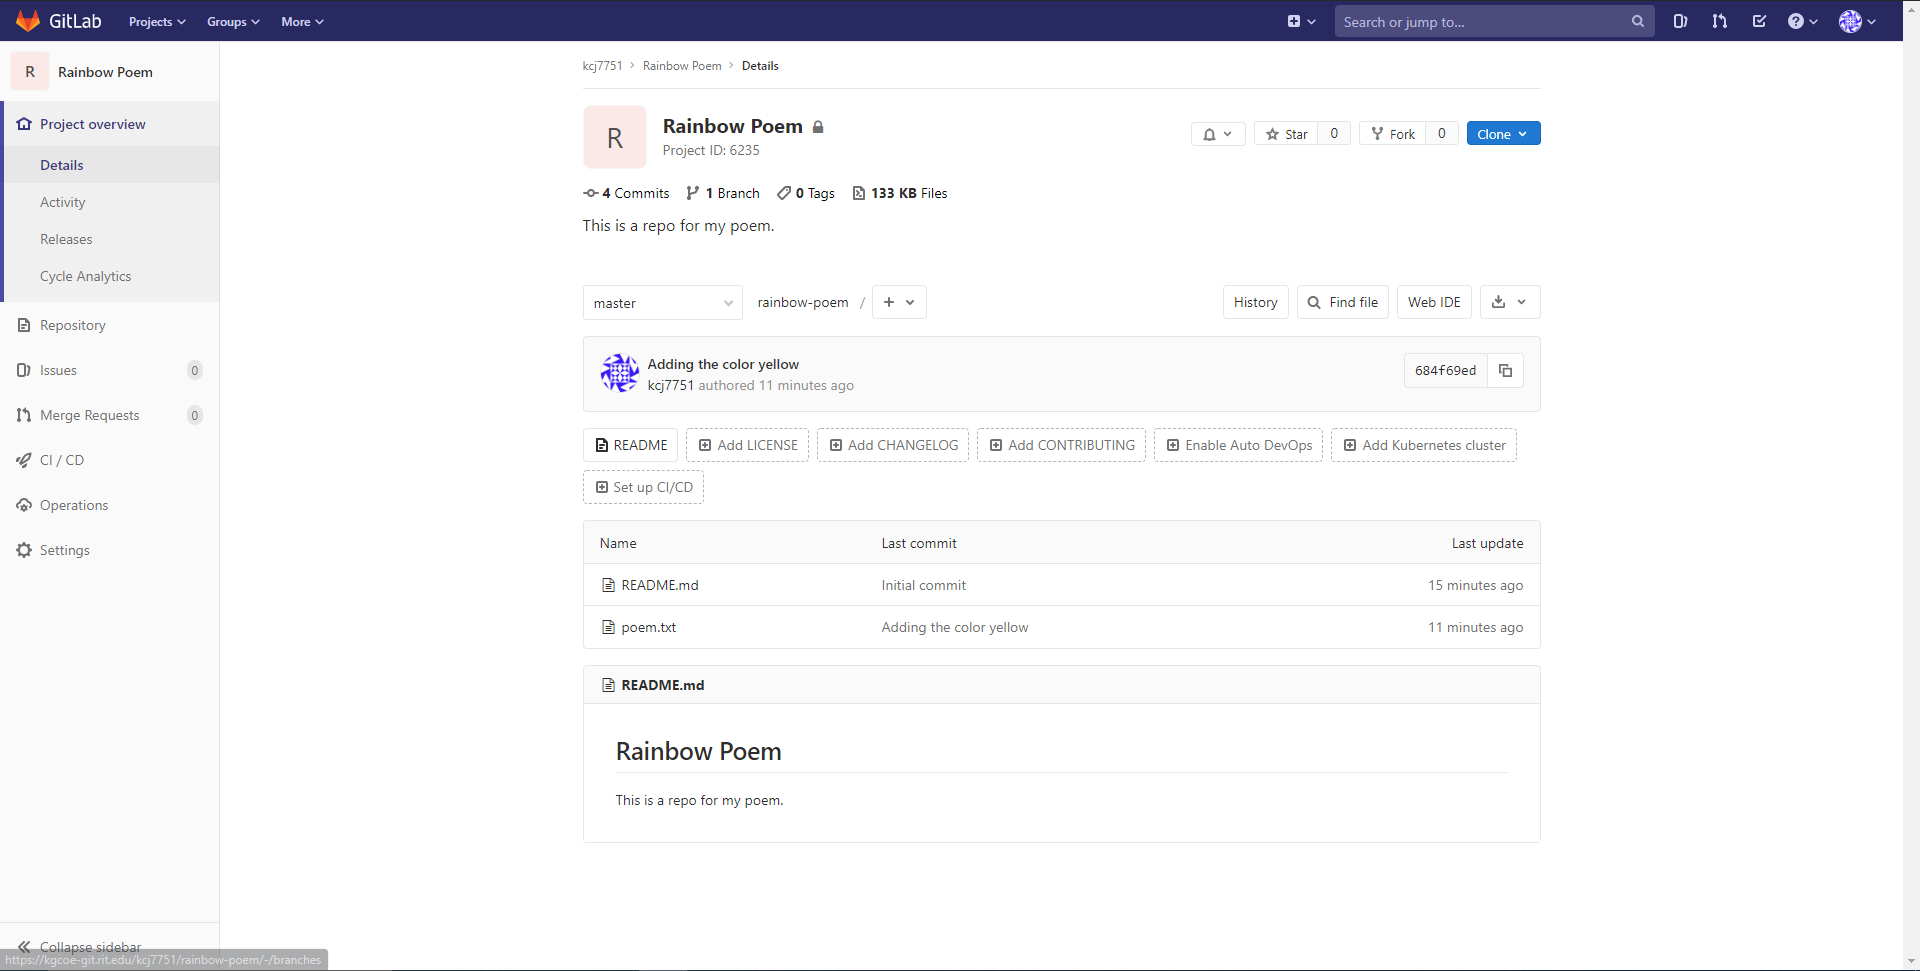 GitLab Projects Groups More Search or jump to...
R Rainbow Poem
Project overview
Details
Activity
Releases
Cycle Analytics
Repository
Issues 0
Merge Requests 0
CI / CD
Operations
Settings
Collapse sidebar
https://kgcoe-git.rit.edu/kcj7751/rainbow-poem/-/branches
kcj7751 > Rainbow Poem > Details
R
Rainbow Poem
Project ID: 6235
Star 0 Fork 0 Clone
4 Commits 1 Branch 0 Tags 133 KB Files
This is a repo for my poem.
master rainbow-poem / + History Find file Web IDE
Adding the color yellow
kcj7751 authored 11 minutes ago
684f69ed
README Add LICENSE Add CHANGELOG Add CONTRIBUTING Enable Auto DevOps Add Kubernetes cluster
Set up CI/CD
Name Last commit Last update
README.md Initial commit 15 minutes ago
poem.txt Adding the color yellow 11 minutes ago
README.md
Rainbow Poem
This is a repo for my poem.